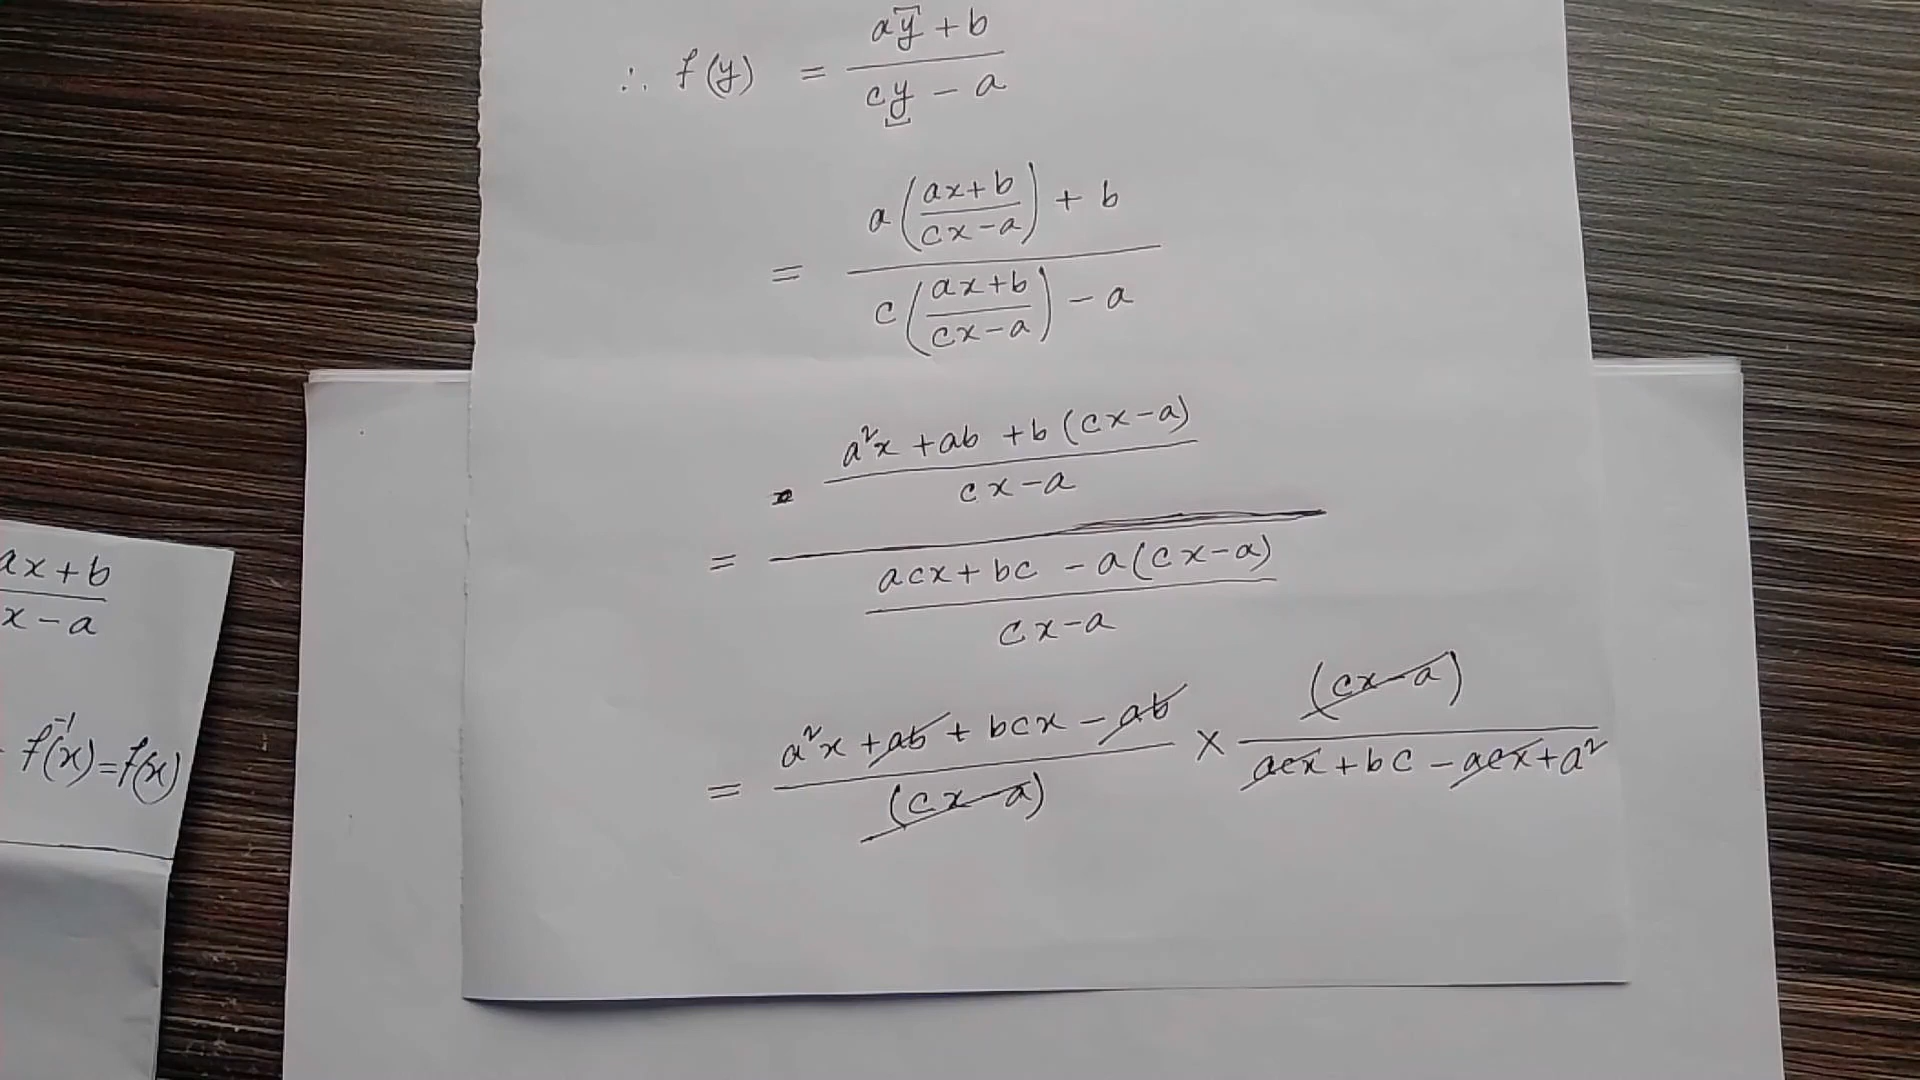 ∴ f(y) = (ay + b)/(cy - a)
= (a((ax+b)/(cx-a)) + b)/(c((ax+b)/(cx-a)) - a)
= ((a²x + ab + b(cx-a))/(cx-a))/((acx + bc - a(cx-a))/(cx-a))
= (a²x + ab + bcx - ab)/(cx-a) × (cx-a)/(acx + bc - acx + a²)
ax+b
x-a
f⁻¹(x)=f(x)